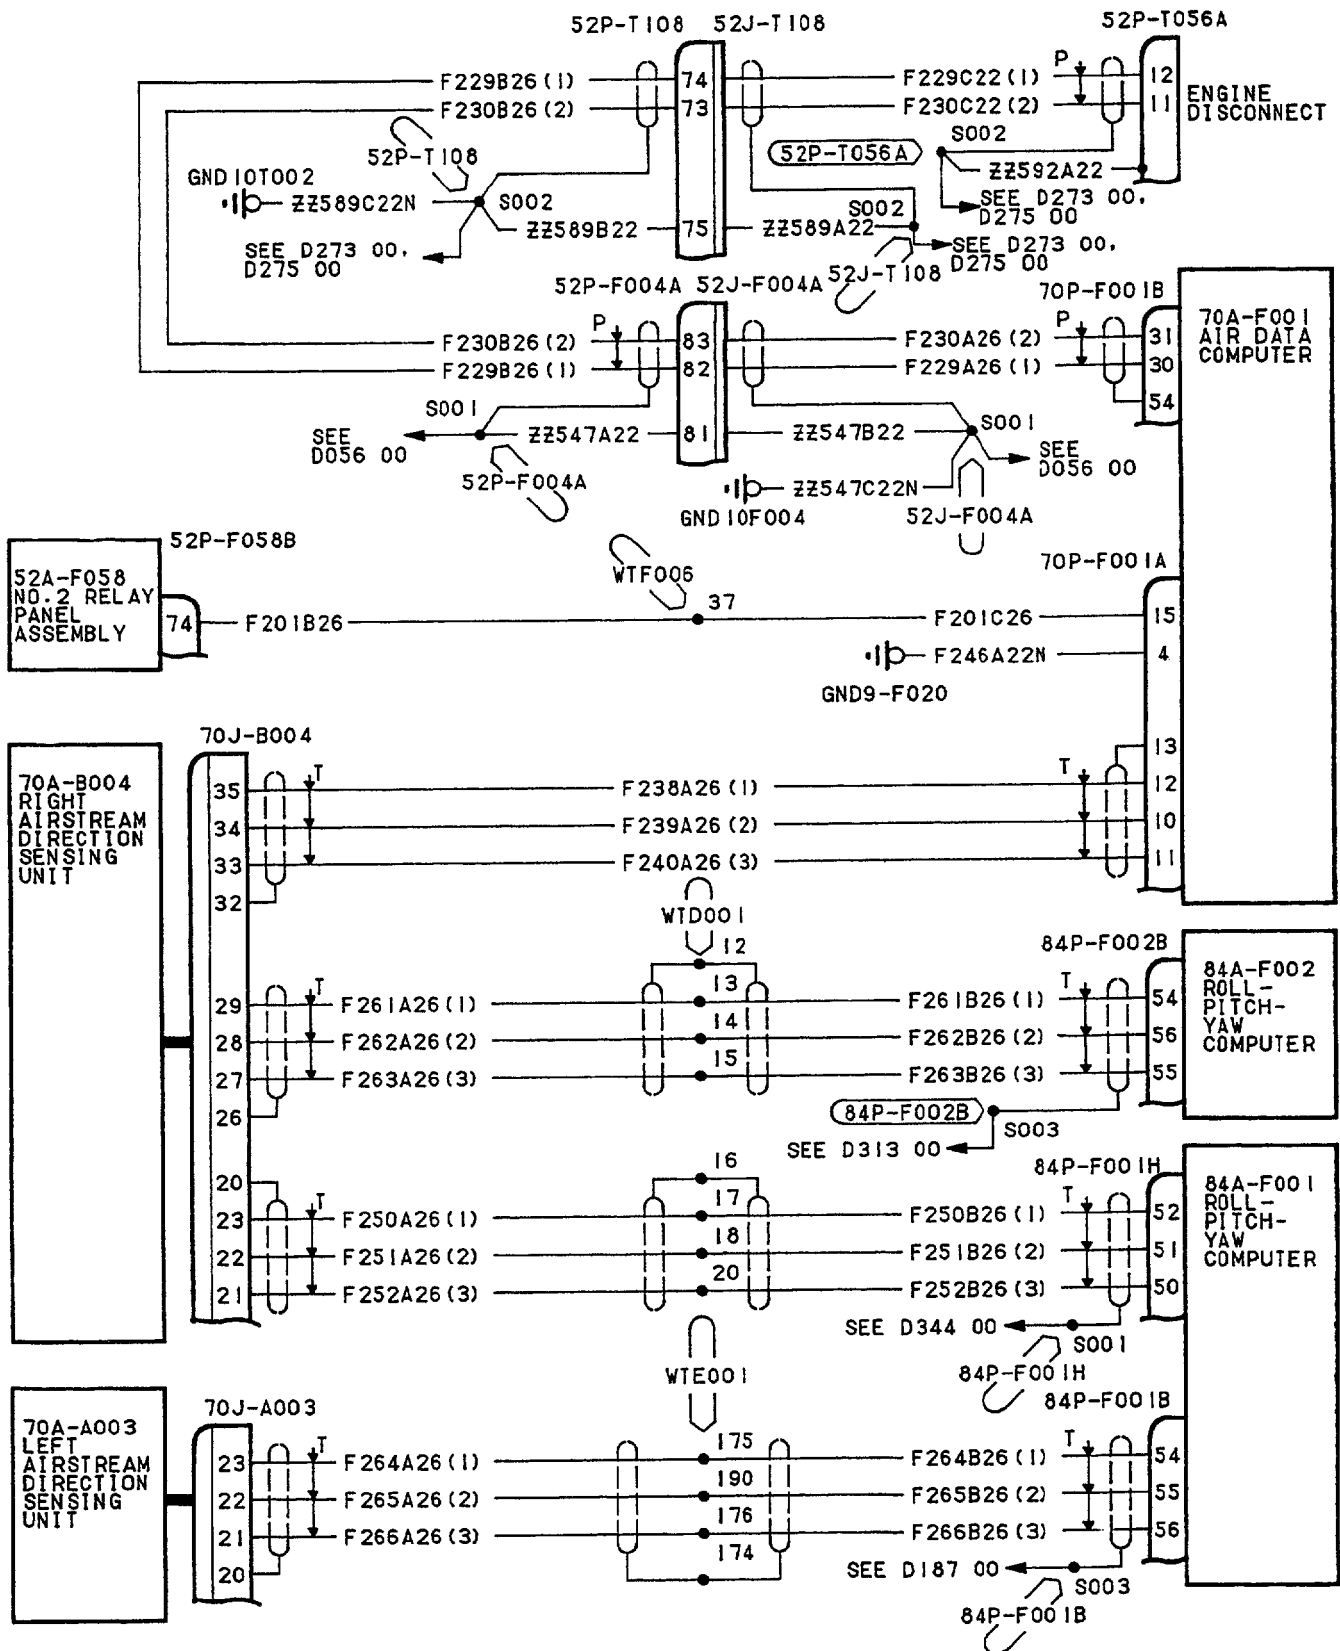 52P-T108 52J-T108 52P-T056A
F229B26(1) 74 F229C22(1) P 12
F230B26(2) 73 F230C22(2) 11
ENGINE
DISCONNECT
52P-T108 52P-T056A S002
GND10T002 ZZ592A22
ZZ589C22N S002
SEE D273 00,
D275 00
ZZ589B22 75 ZZ589A22 S002
SEE D273 00,
D275 00
SEE D273 00,
D275 00
52J-T108
52P-F004A 52J-F004A 70P-F001B
70A-F001
AIR DATA
COMPUTER
F230B26(2) P 83 F230A26(2) P 31
F229B26(1) 82 F229A26(1) 30
54
S001 S001
SEE
D056 00
ZZ547A22 81 ZZ547B22
SEE
D056 00
52P-F004A ZZ547C22N
GND10F004 52J-F004A
52P-F058B WTF006 70P-F001A
52A-F058
NO.2 RELAY
PANEL
ASSEMBLY
74 F201B26 37 F201C26 15
F246A22N 4
GND9-F020
70J-B004 13
70A-B004
RIGHT
AIRSTREAM
DIRECTION
SENSING
UNIT
35 T F238A26(1) T 12
34 F239A26(2) 10
33 F240A26(3) 11
32
WTD001
12 84P-F002B
84A-F002
ROLL-
PITCH-
YAW
COMPUTER
29 T F261A26(1) 13 F261B26(1) T 54
28 F262A26(2) 14 F262B26(2) 56
27 F263A26(3) 15 F263B26(3) 55
26 84P-F002B S003
SEE D313 00
20 16 84P-F001H
84A-F001
ROLL-
PITCH-
YAW
COMPUTER
23 T F250A26(1) 17 F250B26(1) T 52
22 F251A26(2) 18 F251B26(2) 51
21 F252A26(3) 20 F252B26(3) 50
SEE D344 00 S001
WTE001 84P-F001H
70J-A003 84P-F001B
70A-A003
LEFT
AIRSTREAM
DIRECTION
SENSING
UNIT
23 T F264A26(1) 175 F264B26(1) T 54
22 F265A26(2) 190 F265B26(2) 55
21 F266A26(3) 176 F266B26(3) 56
20 174
SEE D187 00 S003
84P-F001B